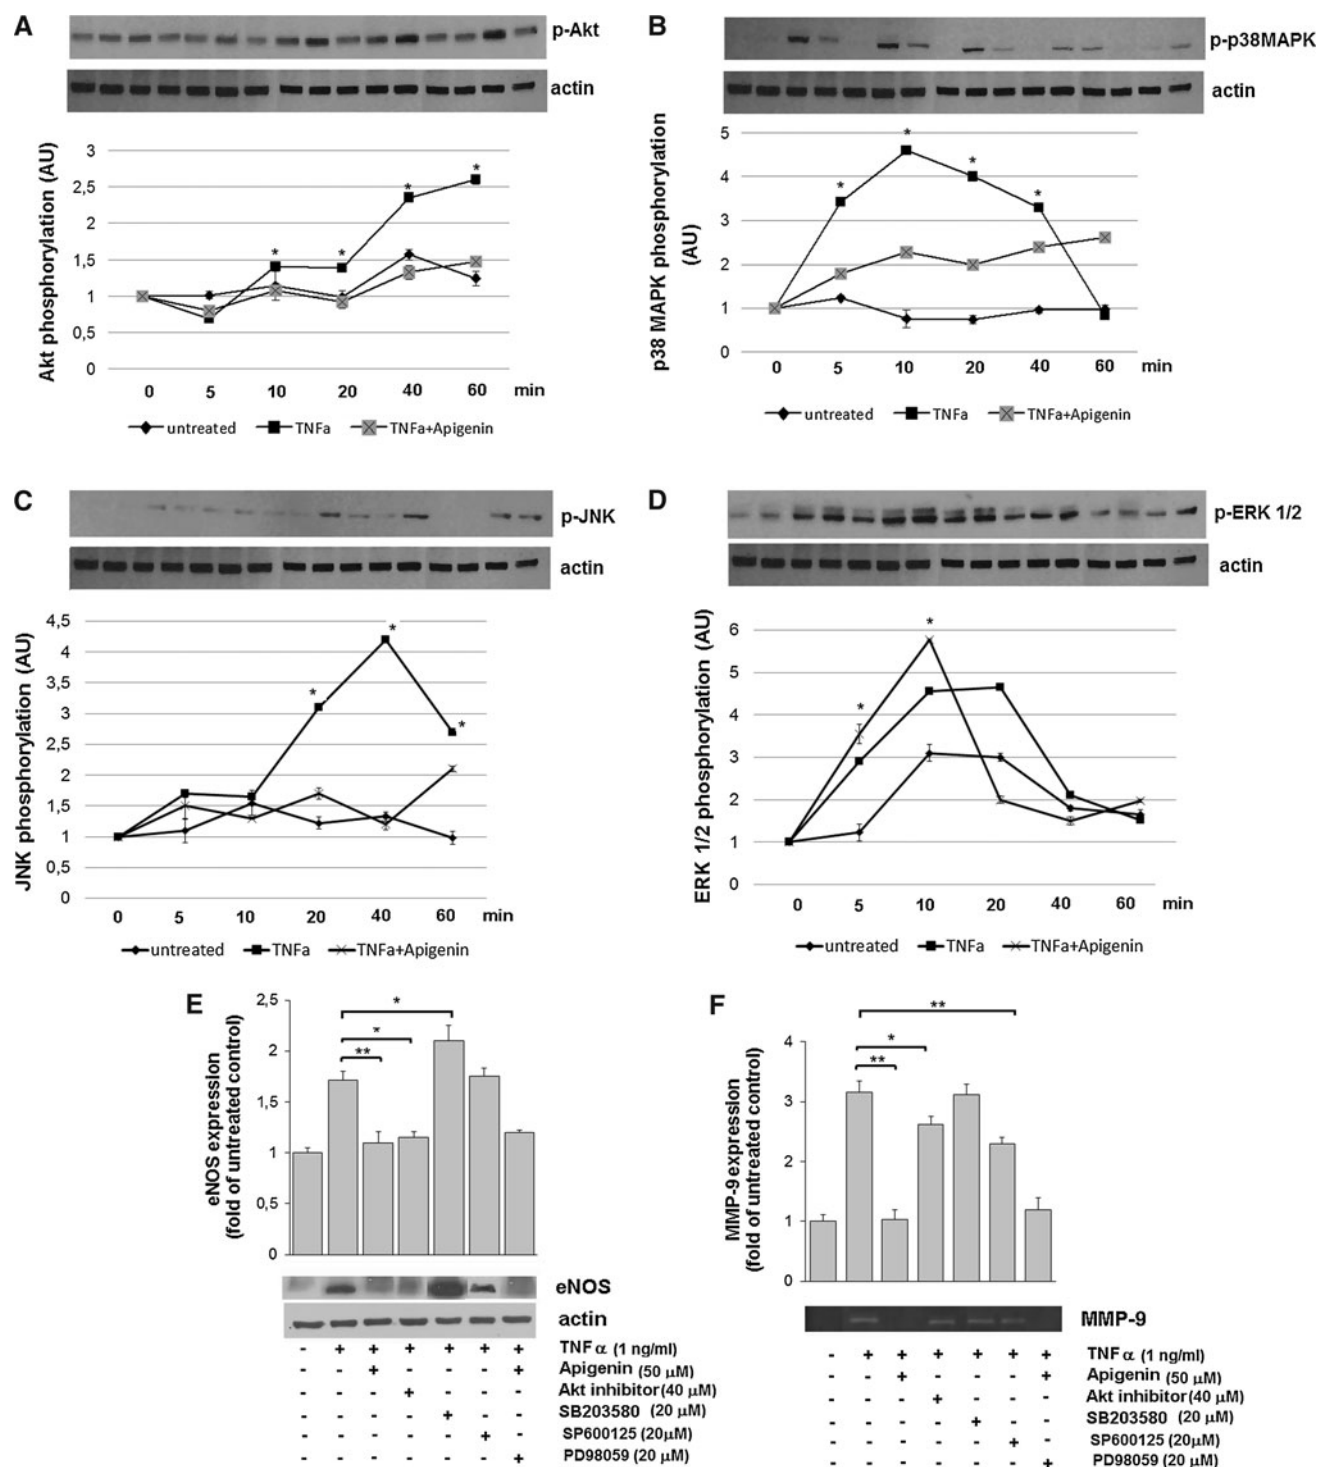 A
p-Akt
actin
Akt phosphorylation (AU)
3
2,5
2
1,5
1
0,5
0
* * * *
0 5 10 20 40 60 min
untreated TNFa TNFa+Apigenin
B
p-p38MAPK
actin
p38 MAPK phosphorylation
(AU)
5
4
3
2
1
0
* * * *
0 5 10 20 40 60 min
untreated TNFa TNFa+Apigenin
C
p-JNK
actin
JNK phosphorylation (AU)
4,5
4
3,5
3
2,5
2
1,5
1
0,5
0
* * *
0 5 10 20 40 60 min
untreated TNFa TNFa+Apigenin
D
p-ERK 1/2
actin
ERK 1/2 phosphorylation (AU)
6
5
4
3
2
1
0
* *
0 5 10 20 40 60 min
untreated TNFa TNFa+Apigenin
E
eNOS expression
(fold of untreated control)
2,5
2
1,5
1
0,5
0
*
*
**
eNOS
actin
- + + + + + + TNF α (1 ng/ml)
- - + - - - + Apigenin (50 μM)
- - - + - - - Akt inhibitor (40 μM)
- - - - + - - SB203580 (20 μM)
- - - - - + - SP600125 (20μM)
- - - - - - + PD98059 (20 μM)
F
MMP-9 expression
(fold of untreated control)
4
3
2
1
0
**
*
**
MMP-9
- + + + + + + TNF α (1 ng/ml)
- - + - - - + Apigenin (50 μM)
- - - + - - - Akt inhibitor (40 μM)
- - - - + - - SB203580 (20 μM)
- - - - - + - SP600125 (20μM)
- - - - - - + PD98059 (20 μM)